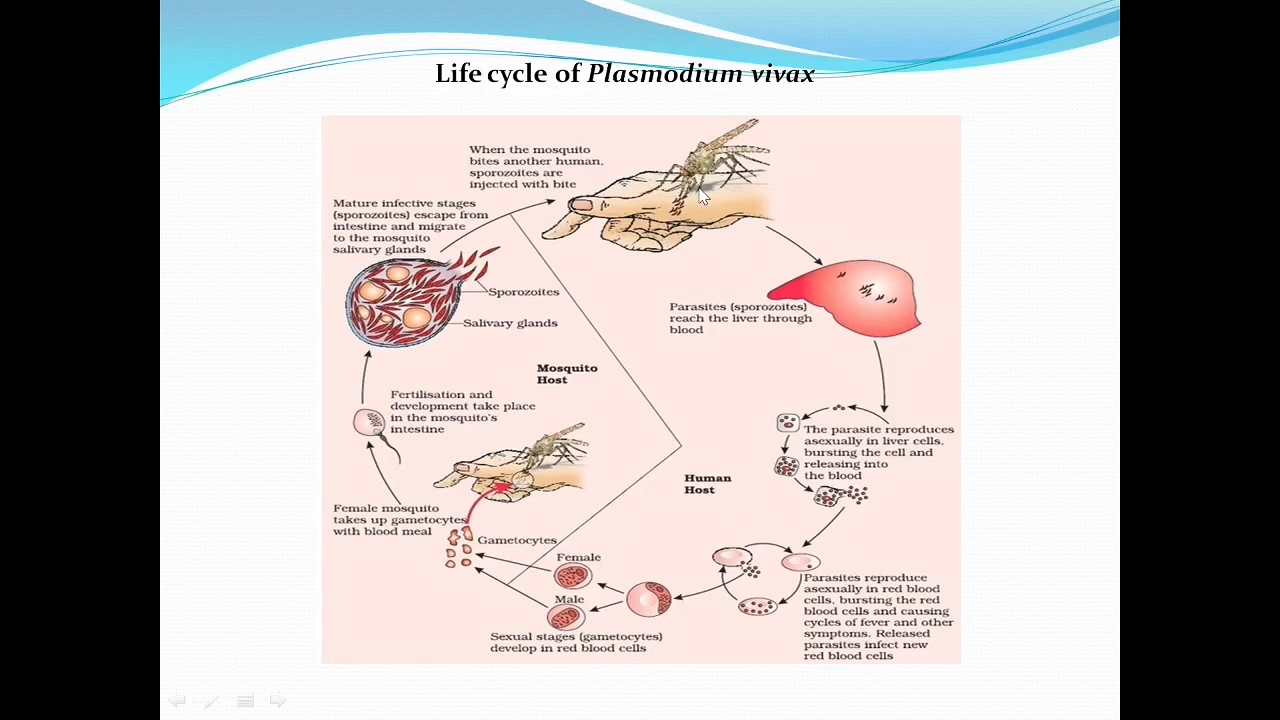 Life cycle of Plasmodium vivax
When the mosquito
bites another human,
sporozoites are
injected with bite
Mature infective stages
(sporozoites) escape from
intestine and migrate
to the mosquito
salivary glands
Sporozoites
Salivary glands
Parasites (sporozoites)
reach the liver through
blood
Mosquito
Host
Fertilisation and
development take place
in the mosquito's
intestine
The parasite reproduces
asexually in liver cells,
bursting the cell and
releasing into
the blood
Human
Host
Female mosquito
takes up gametocytes
with blood meal
Gametocytes
Female
Male
Sexual stages (gametocytes)
develop in red blood cells
Parasites reproduce
asexually in red blood
cells, bursting the red
blood cells and causing
cycles of fever and other
symptoms. Released
parasites infect new
red blood cells